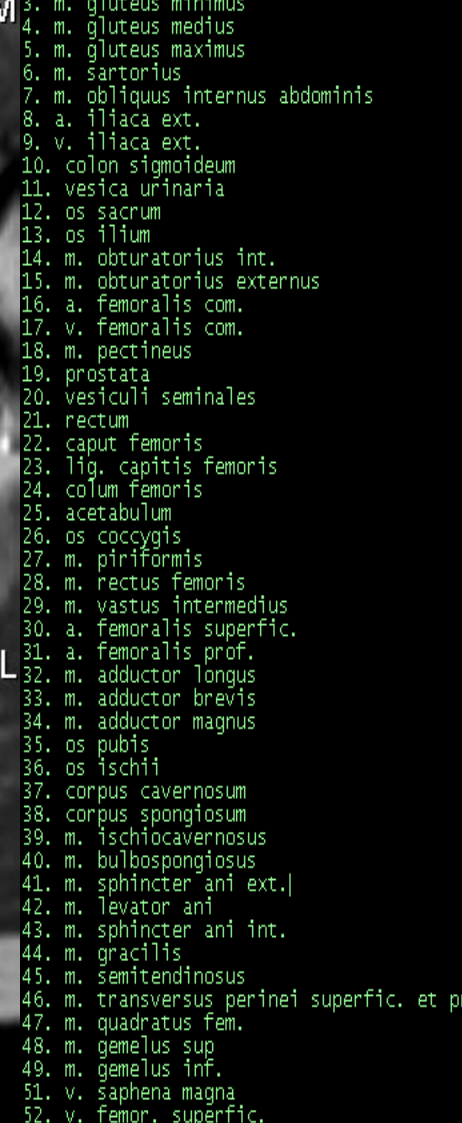 M
3. m. gluteus minimus
4. m. gluteus medius
5. m. gluteus maximus
6. m. sartorius
7. m. obliquus internus abdominis
8. a. iliaca ext.
9. v. iliaca ext.
10. colon sigmoideum
11. vesica urinaria
12. os sacrum
13. os ilium
14. m. obturatorius int.
15. m. obturatorius externus
16. a. femoralis com.
17. v. femoralis com.
18. m. pectineus
19. prostata
20. vesiculi seminales
21. rectum
22. caput femoris
23. lig. capitis femoris
24. colum femoris
25. acetabulum
26. os coccygis
27. m. piriformis
28. m. rectus femoris
29. m. vastus intermedius
30. a. femoralis superfic.
31. a. femoralis prof.
L
32. m. adductor longus
33. m. adductor brevis
34. m. adductor magnus
35. os pubis
36. os ischii
37. corpus cavernosum
38. corpus spongiosum
39. m. ischiocavernosus
40. m. bulbospongiosus
41. m. sphincter ani ext.
42. m. levator ani
43. m. sphincter ani int.
44. m. gracilis
45. m. semitendinosus
46. m. transversus perinei superfic. et
47. m. quadratus fem.
48. m. gemelus sup
49. m. gemelus inf.
51. v. saphena magna
52. v. femor. superfic.